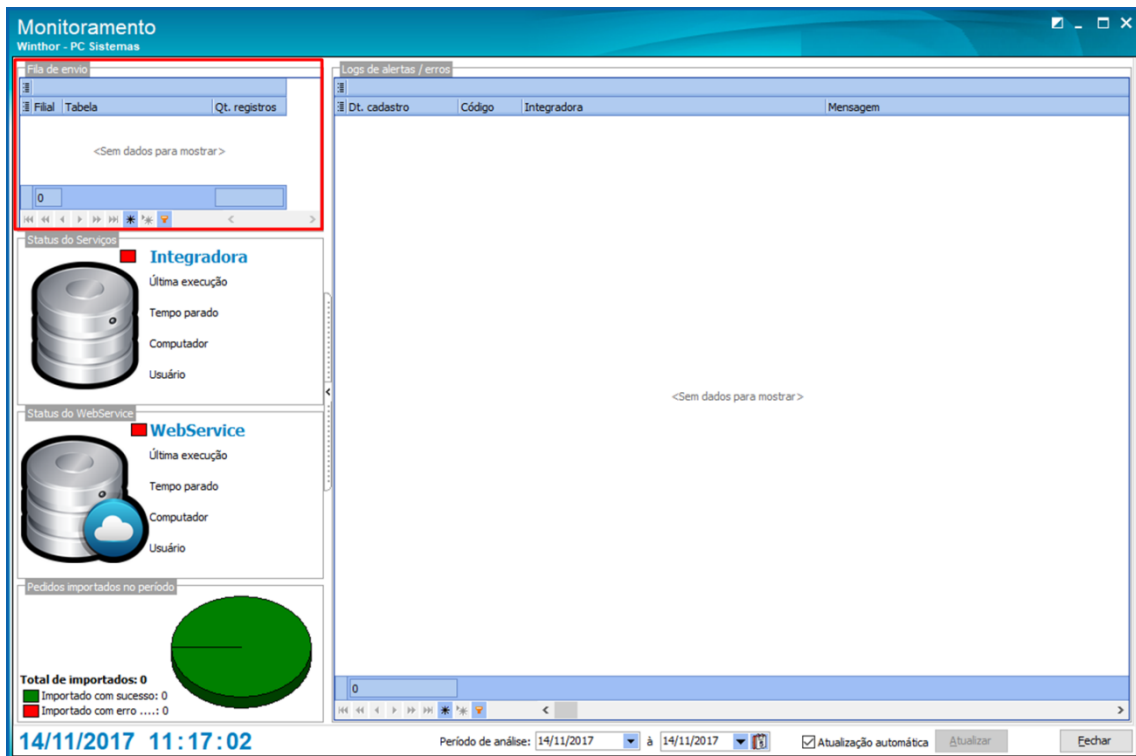 Monitoramento
Winthor - PC Sistemas
Fila de envio
Filial Tabela Qt. registros
<Sem dados para mostrar>
0
Status do Serviços
Integradora
Última execução
Tempo parado
Computador
Usuário
Status do WebService
WebService
Última execução
Tempo parado
Computador
Usuário
Pedidos importados no período
Total de importados: 0
Importado com sucesso: 0
Importado com erro ....: 0
Logs de alertas / erros
Dt. cadastro Código Integradora Mensagem
<Sem dados para mostrar>
0
14/11/2017 11:17:02
Período de análise: 14/11/2017 à 14/11/2017 Atualização automática Atualizar Fechar